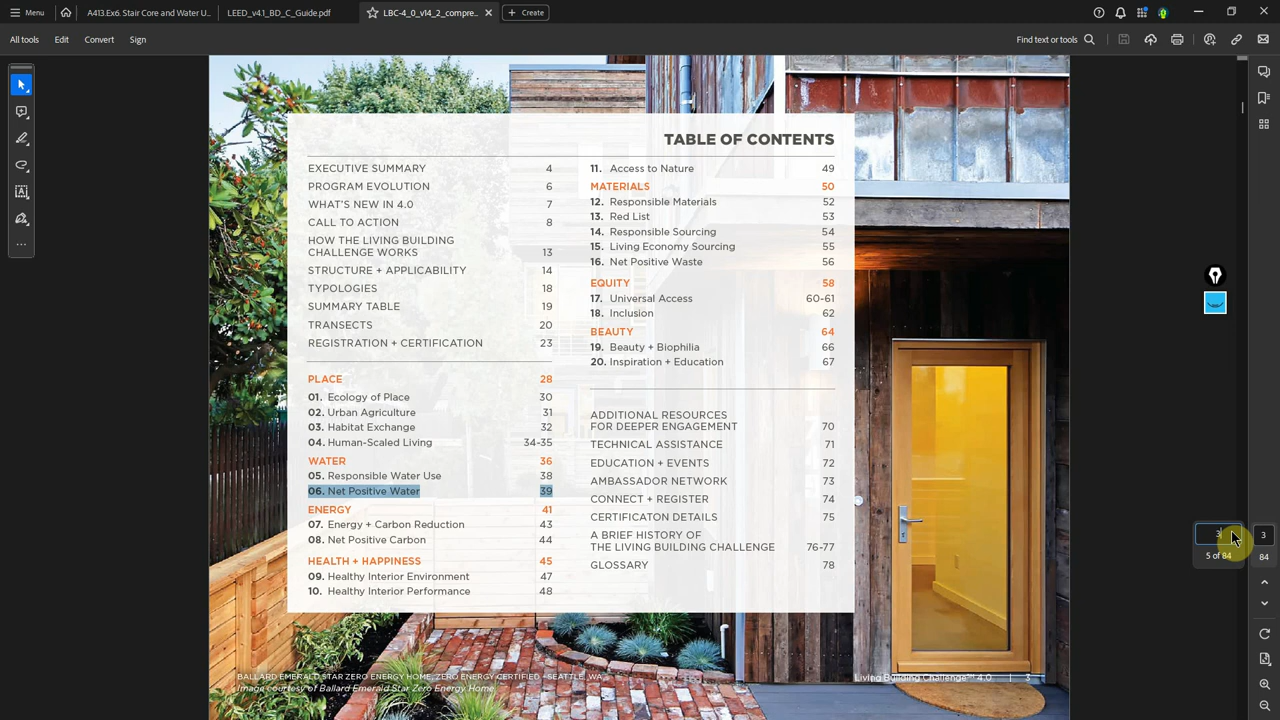 Menu
A413.Ex6. Stair Core and Water U...
LEED_v4.1_BD_C_Guide.pdf
LBC-4_0_v14_2_compre...
Create
All tools
Edit
Convert
Sign
Find text or tools
TABLE OF CONTENTS
EXECUTIVE SUMMARY 4
PROGRAM EVOLUTION 6
WHAT'S NEW IN 4.0 7
CALL TO ACTION 8
HOW THE LIVING BUILDING
CHALLENGE WORKS 13
STRUCTURE + APPLICABILITY 14
TYPOLOGIES 18
SUMMARY TABLE 19
TRANSECTS 20
REGISTRATION + CERTIFICATION 23
PLACE 28
01. Ecology of Place 30
02. Urban Agriculture 31
03. Habitat Exchange 32
04. Human-Scaled Living 34-35
WATER 36
05. Responsible Water Use 38
06. Net Positive Water 39
ENERGY 41
07. Energy + Carbon Reduction 43
08. Net Positive Carbon 44
HEALTH + HAPPINESS 45
09. Healthy Interior Environment 47
10. Healthy Interior Performance 48
11. Access to Nature 49
MATERIALS 50
12. Responsible Materials 52
13. Red List 53
14. Responsible Sourcing 54
15. Living Economy Sourcing 55
16. Net Positive Waste 56
EQUITY 58
17. Universal Access 60-61
18. Inclusion 62
BEAUTY 64
19. Beauty + Biophilia 66
20. Inspiration + Education 67
ADDITIONAL RESOURCES
FOR DEEPER ENGAGEMENT 70
TECHNICAL ASSISTANCE 71
EDUCATION + EVENTS 72
AMBASSADOR NETWORK 73
CONNECT + REGISTER 74
CERTIFICATON DETAILS 75
A BRIEF HISTORY OF
THE LIVING BUILDING CHALLENGE 76-77
GLOSSARY 78
3
5 of 84
3
84
BALLARD EMERALD STAR ZERO ENERGY HOME, ZERO ENERGY CERTIFIED - SEATTLE, WA
Image courtesy of Ballard Emerald Star Zero Energy Home
Living Building Challenge℠ 4.0 | 3